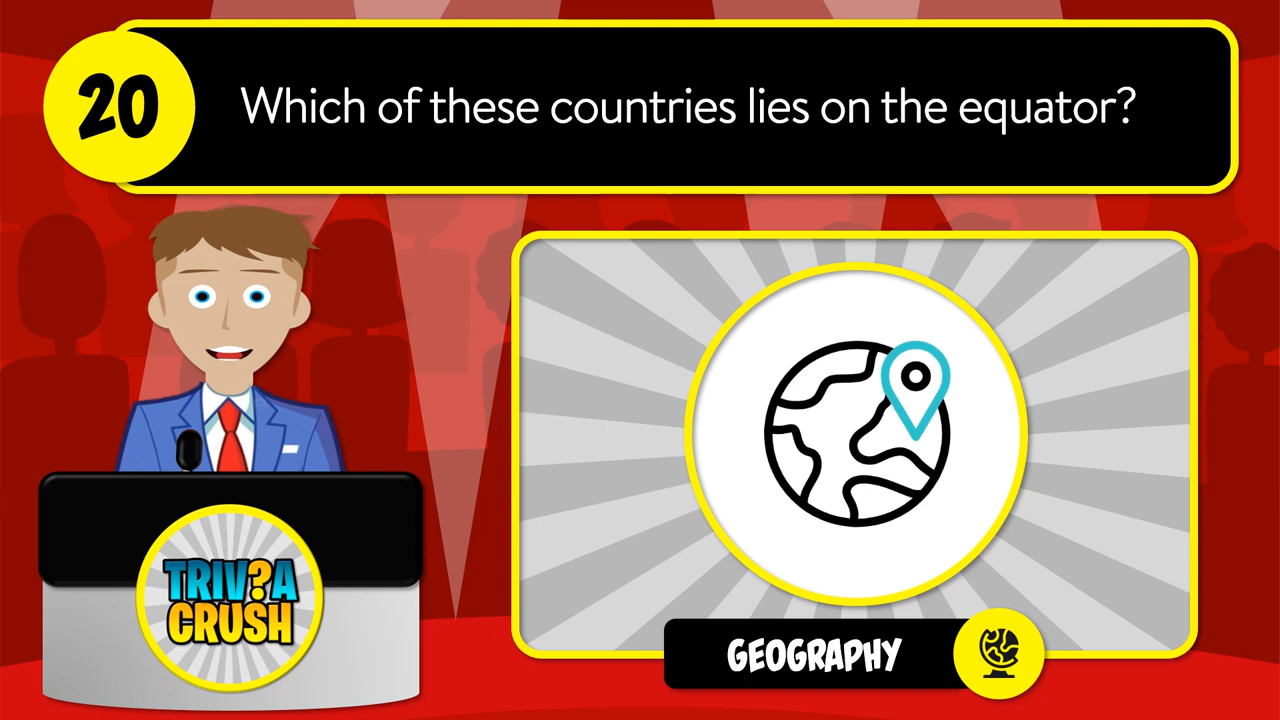 20
Which of these countries lies on the equator?
TRIV?A
CRUSH
GEOGRAPHY